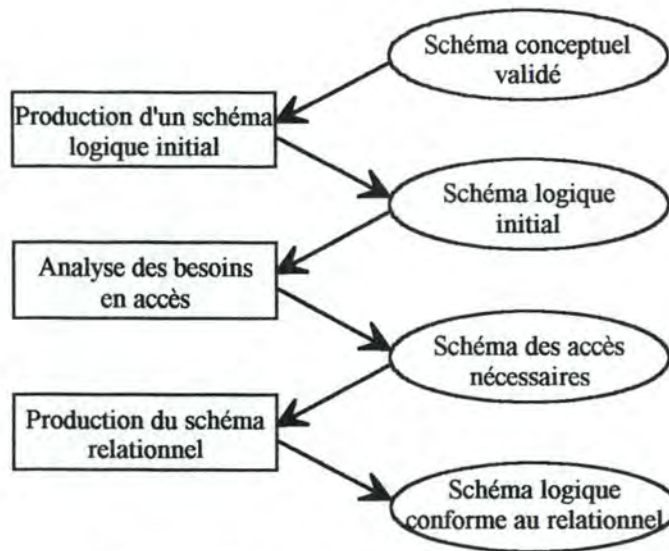 Schéma conceptuel
validé
Production d'un schéma
logique initial
Schéma logique
initial
Analyse des besoins
en accès
Schéma des accès
nécessaires
Production du schéma
relationnel
Schéma logique
conforme au relationnel